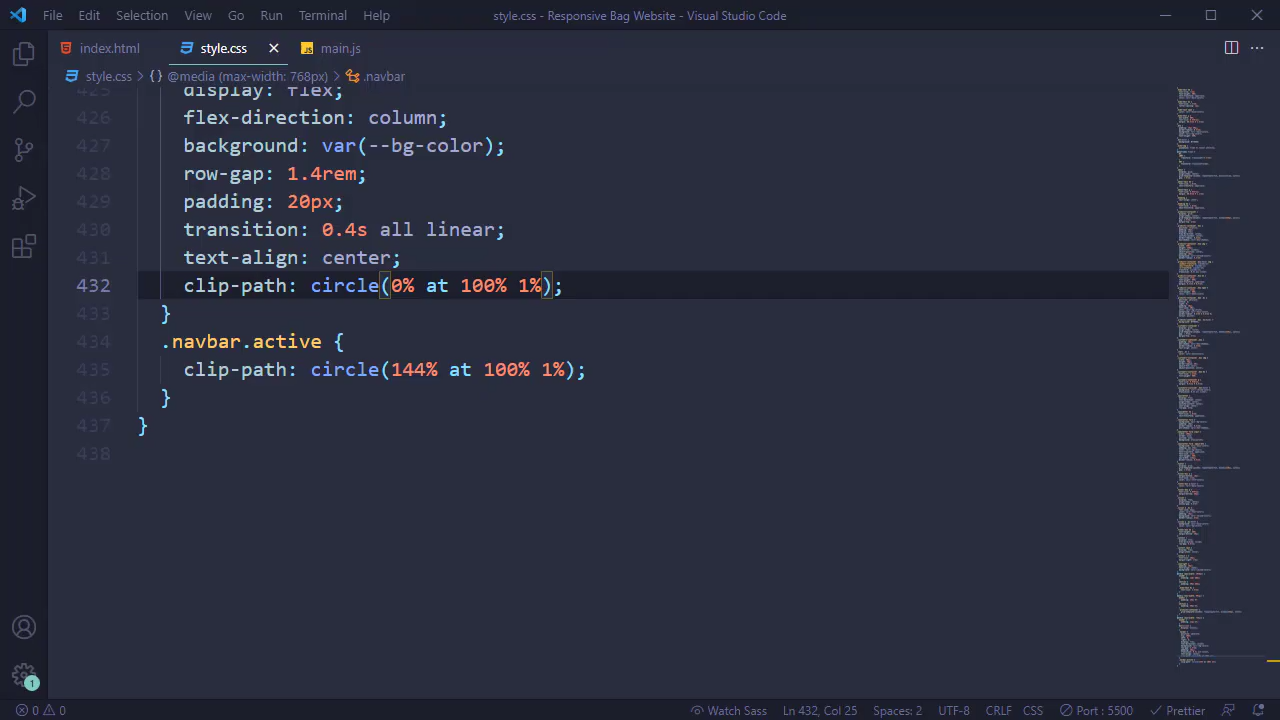 File Edit Selection View Go Run Terminal Help style.css - Responsive Bag Website - Visual Studio Code
index.html style.css main.js
style.css > {} @media (max-width: 768px) > .navbar
425 display: flex;
426 flex-direction: column;
427 background: var(--bg-color);
428 row-gap: 1.4rem;
429 padding: 20px;
430 transition: 0.4s all linear;
431 text-align: center;
432 clip-path: circle(0% at 100% 1%);
433 }
434 .navbar.active {
435 clip-path: circle(144% at 100% 1%);
436 }
437 }
438
1
0 0 Watch Sass Ln 432, Col 25 Spaces: 2 UTF-8 CRLF CSS Port : 5500 Prettier